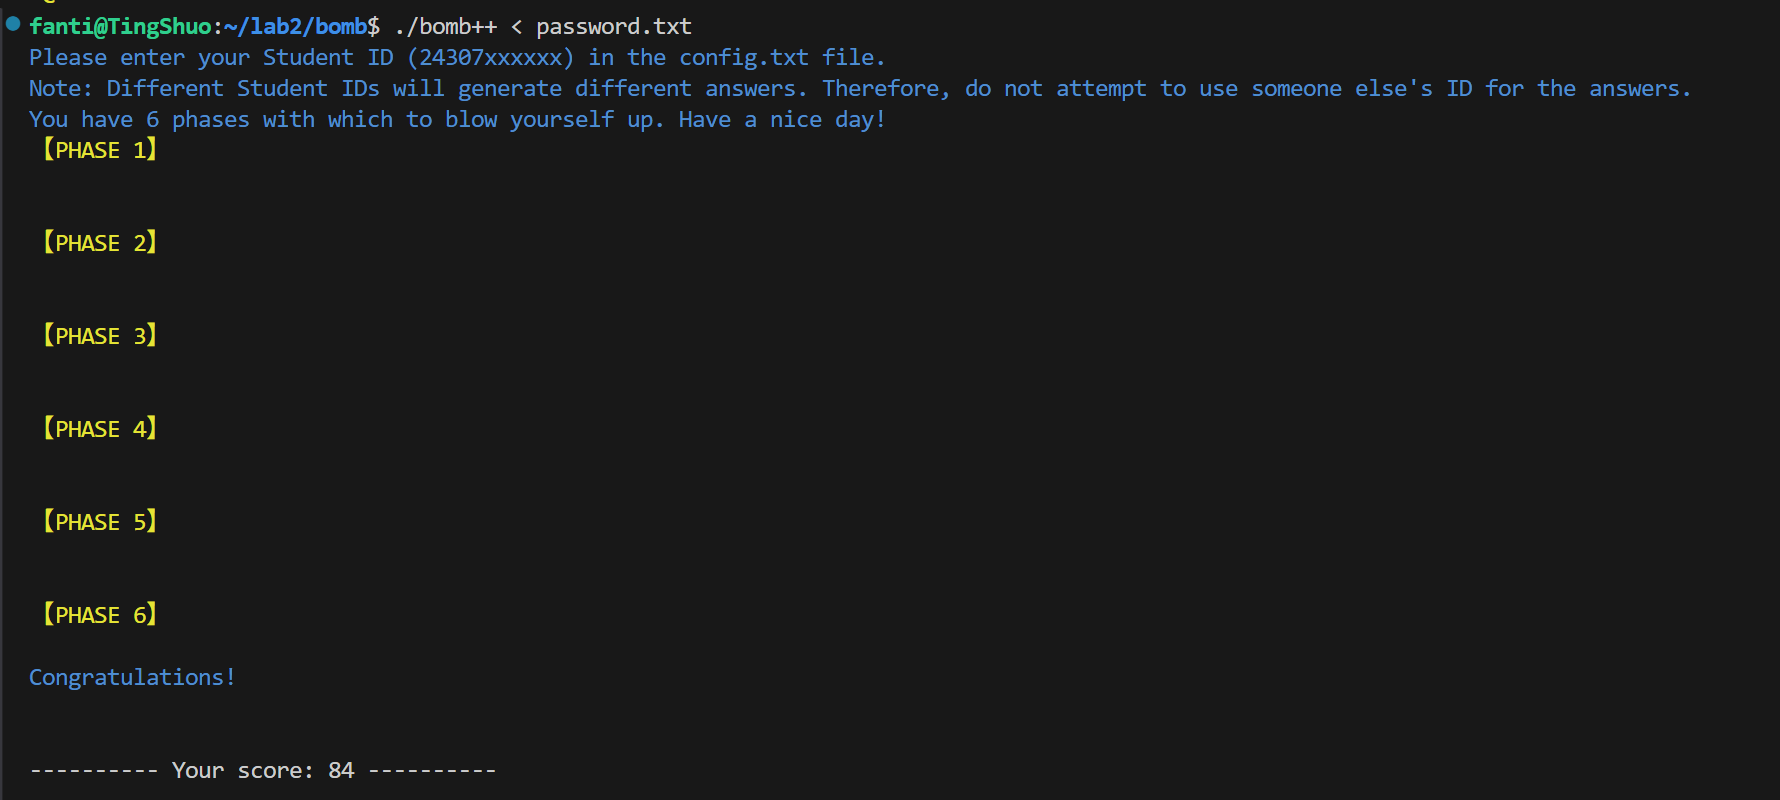 fanti@TingShuo:~/lab2/bomb$ ./bomb++ < password.txt
Please enter your Student ID (24307xxxxxx) in the config.txt file.
Note: Different Student IDs will generate different answers. Therefore, do not attempt to use someone else's ID for the answers.
You have 6 phases with which to blow yourself up. Have a nice day!
【PHASE 1】
【PHASE 2】
【PHASE 3】
【PHASE 4】
【PHASE 5】
【PHASE 6】
Congratulations!
---------- Your score: 84 ----------